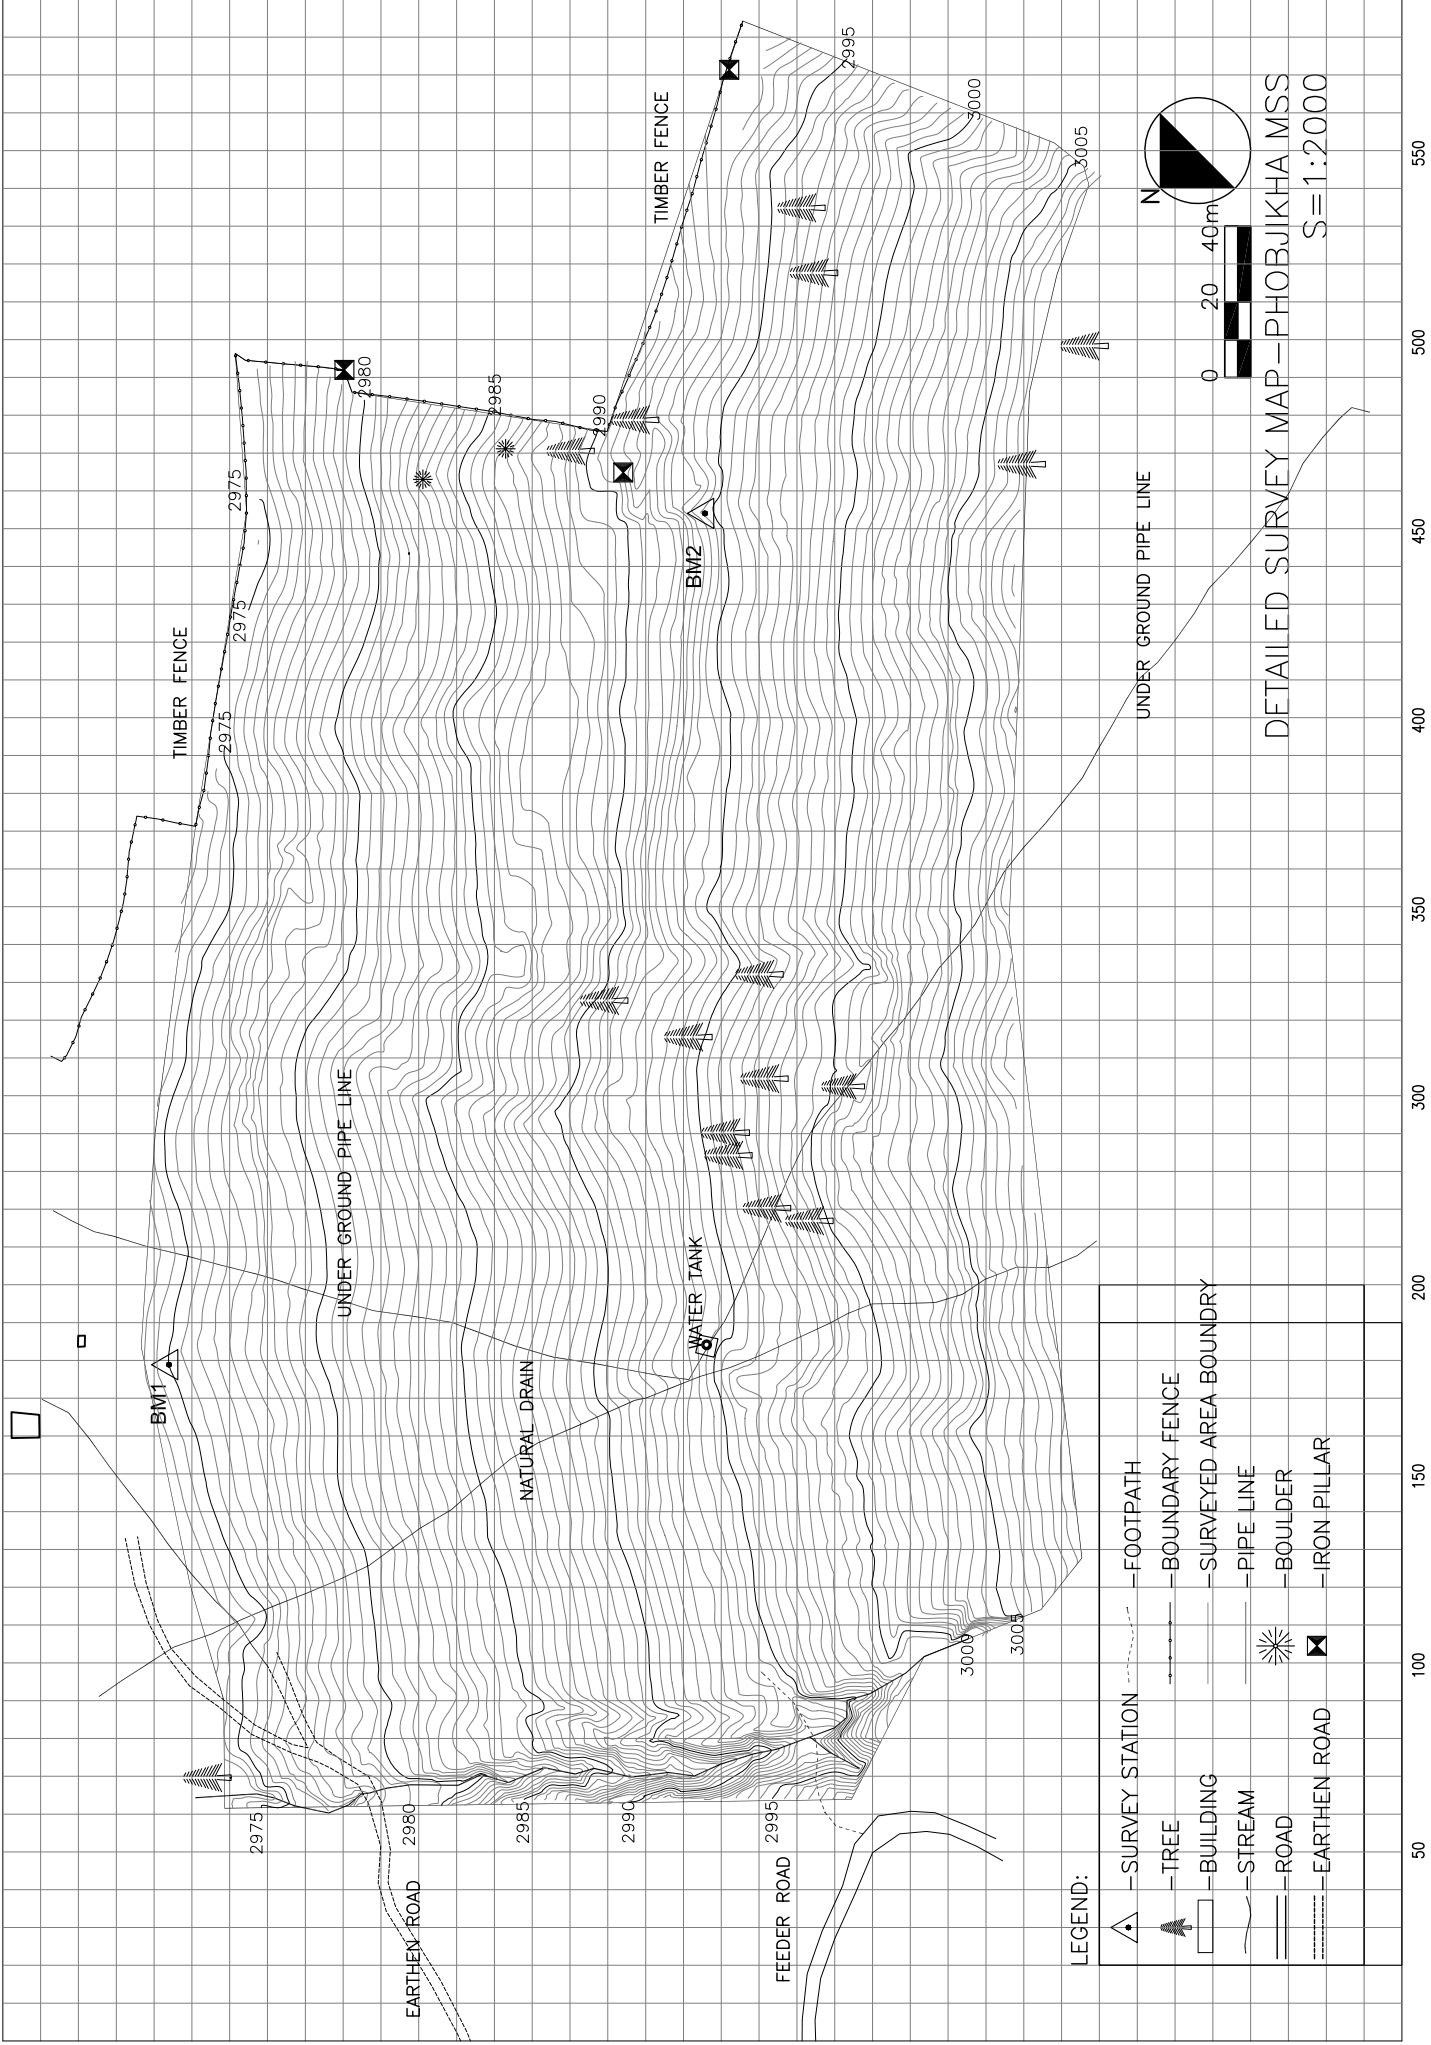 TIMBER FENCE
TIMBER FENCE
2975
2975
2975
2980
2985
2990
2995
3000
3005
BM1
BM2
UNDER GROUND PIPE LINE
WATER TANK
NATURAL DRAIN
UNDER GROUND PIPE LINE
2975
2980
2985
2990
2995
3000
3005
EARTHEN ROAD
FEEDER ROAD
N
0 20 40m
DETAILED SURVEY MAP-PHOBJIKHA MSS
S=1:2000
LEGEND:
-SURVEY STATION
-TREE
-BUILDING
-STREAM
-ROAD
-EARTHEN ROAD
-FOOTPATH
-BOUNDARY FENCE
-SURVEYED AREA BOUNDRY
-PIPE LINE
-BOULDER
-IRON PILLAR
50 100 150 200 250 300 350 400 450 500 550